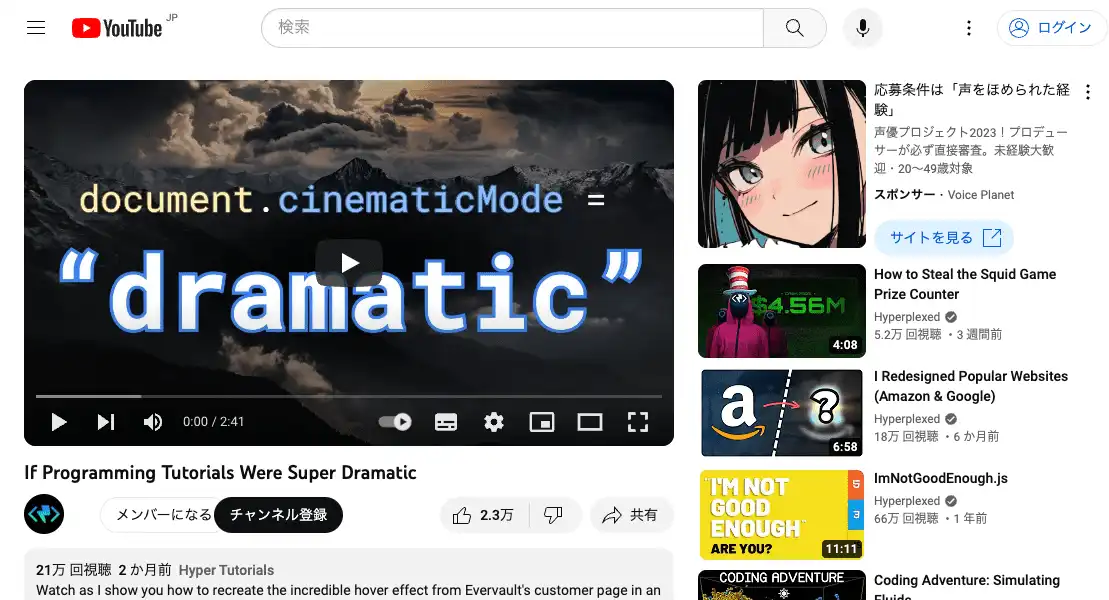 YouTube JP
検索
ログイン
document.cinematicMode =
“dramatic”
0:00 / 2:41
If Programming Tutorials Were Super Dramatic
メンバーになる
チャンネル登録
2.3万
共有
21万 回視聴 2 か月前 Hyper Tutorials
Watch as I show you how to recreate the incredible hover effect from Evervault's customer page in an
応募条件は「声をほめられた経
験」
声優プロジェクト2023！プロデュー
サーが必ず直接審査。未経験大歓
迎・20〜49歳対象
スポンサー・Voice Planet
サイトを見る
$4.56M
4:08
How to Steal the Squid Game
Prize Counter
Hyperplexed
5.2万 回視聴 ・3 週間前
a
?
6:58
I Redesigned Popular Websites
(Amazon & Google)
Hyperplexed
18万 回視聴 ・6 か月前
"I'M NOT
GOOD
ENOUGH"
ARE YOU?
5
3
11:11
ImNotGoodEnough.js
Hyperplexed
66万 回視聴 ・1 年前
CODING ADVENTURE
Coding Adventure: Simulating
Fluids